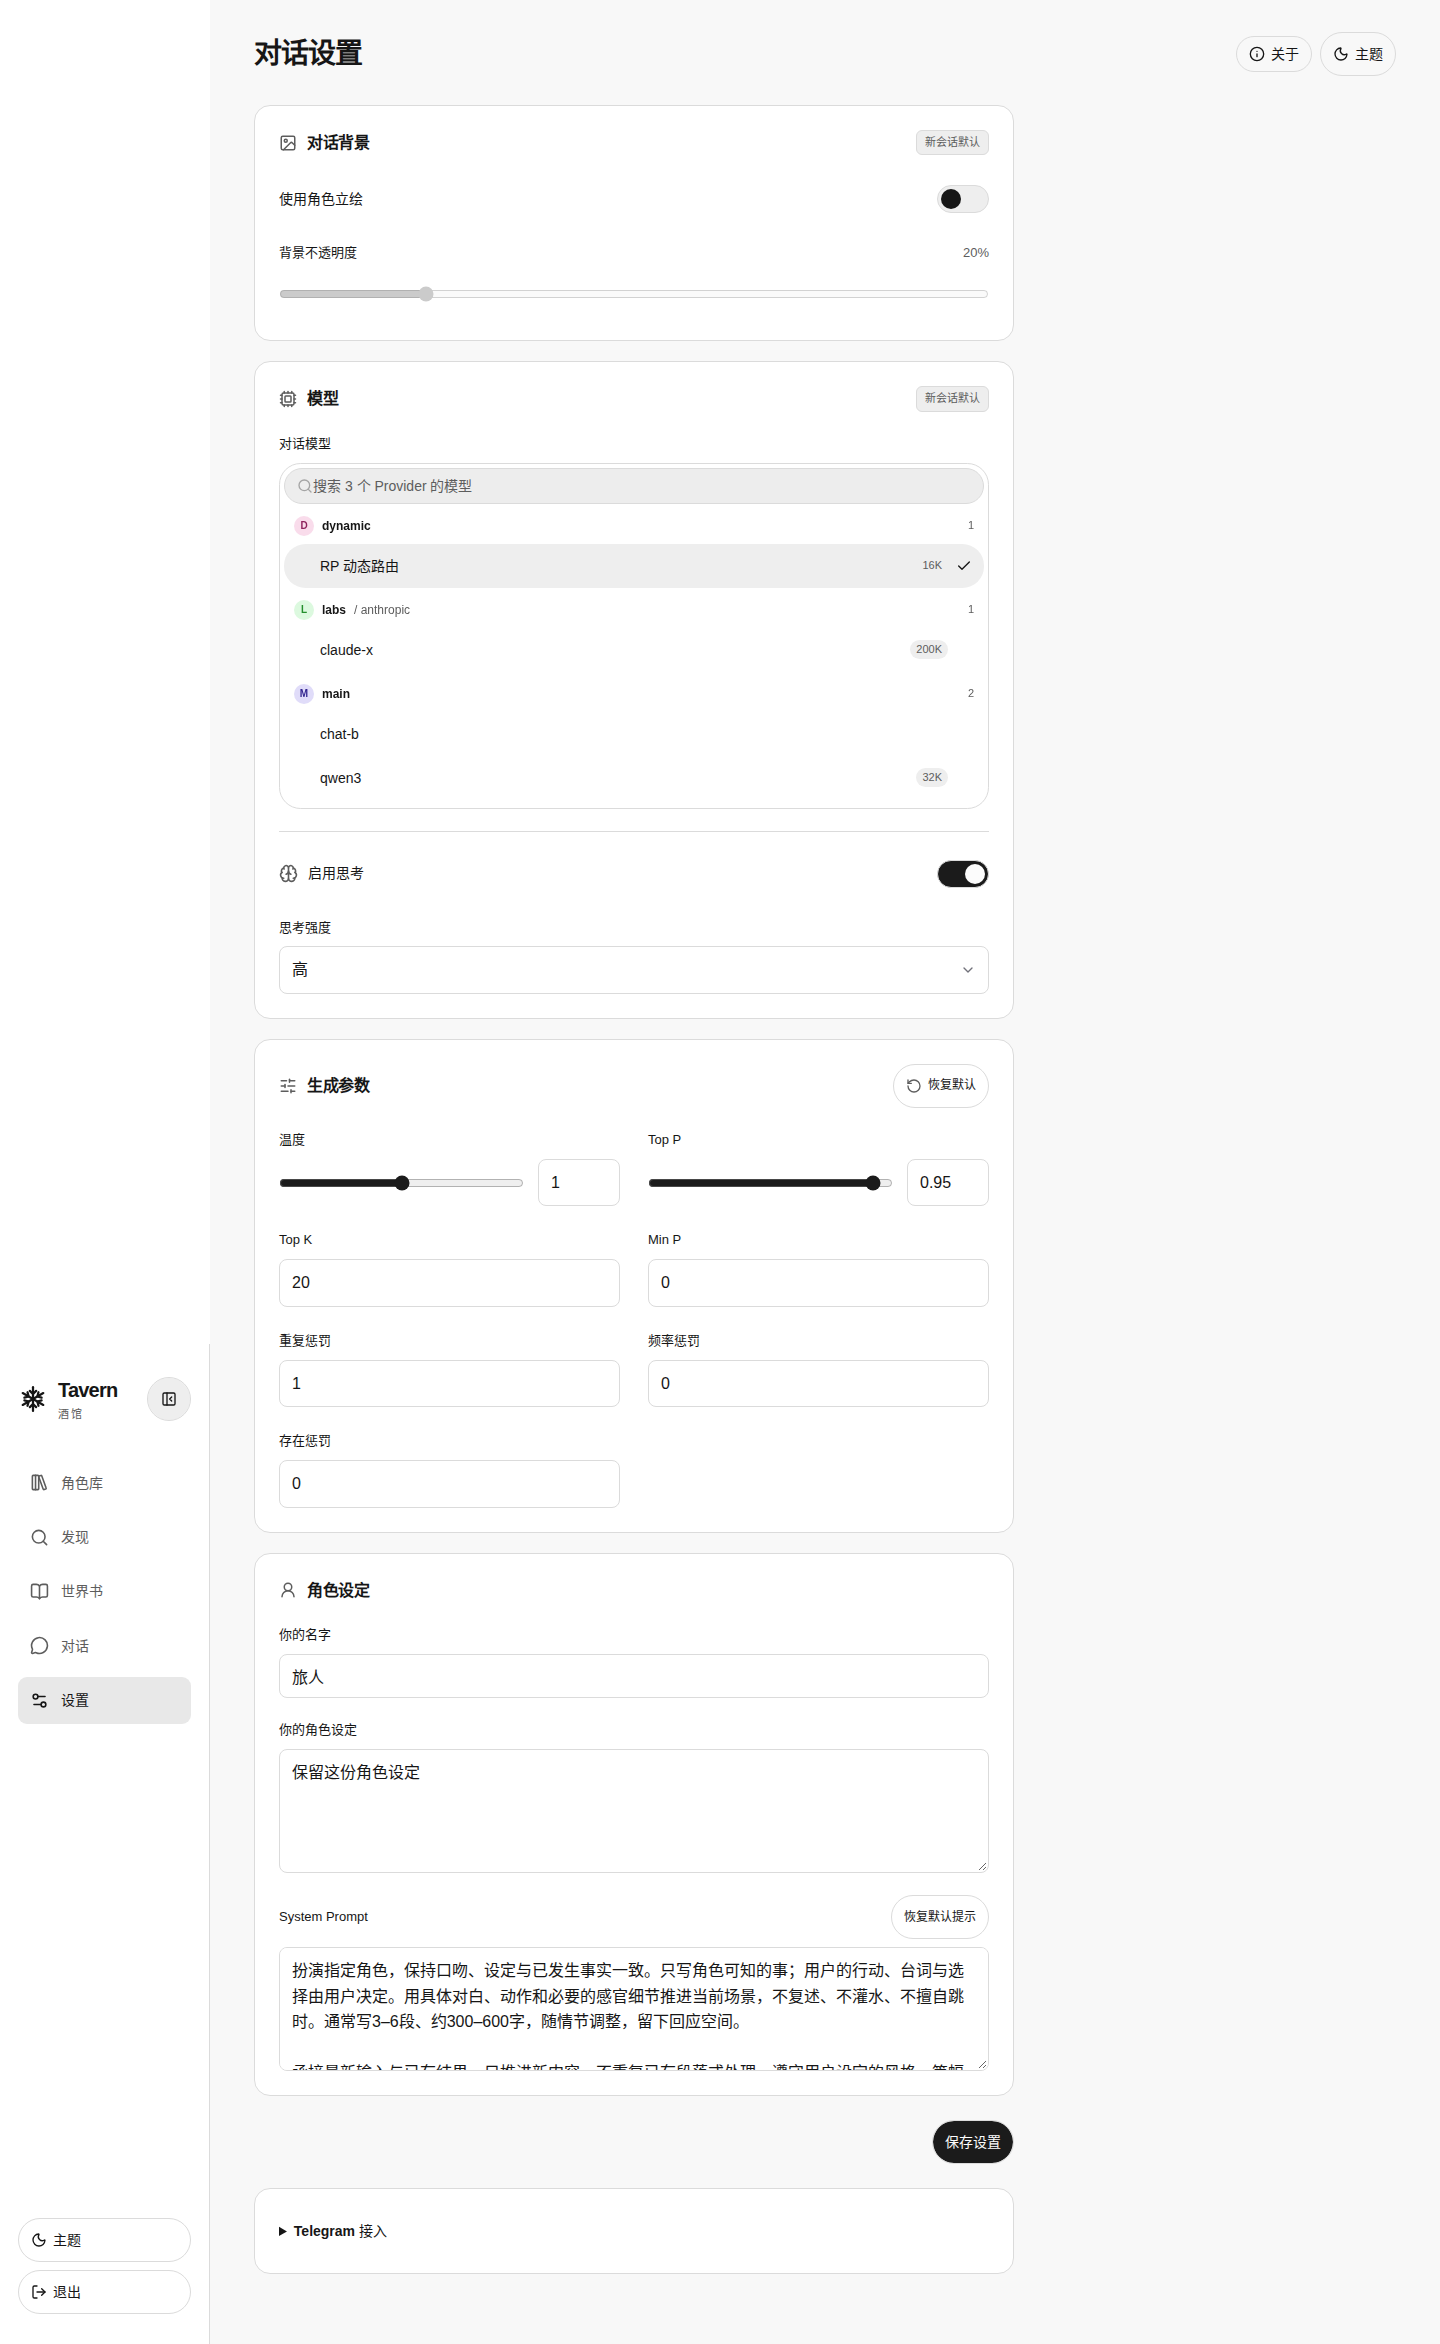 对话设置
关于
主题
对话背景
新会话默认
使用角色立绘
背景不透明度
20%
模型
新会话默认
对话模型
搜索 3 个 Provider 的模型
D dynamic 1
RP 动态路由 16K
L labs / anthropic 1
claude-x 200K
M main 2
chat-b
qwen3 32K
启用思考
思考强度
高
生成参数
恢复默认
温度
1
Top P
0.95
Top K
20
Min P
0
重复惩罚
1
频率惩罚
0
存在惩罚
0
Tavern
酒馆
角色库
发现
世界书
对话
设置
角色设定
你的名字
旅人
你的角色设定
保留这份角色设定
System Prompt
恢复默认提示
扮演指定角色，保持口吻、设定与已发生事实一致。只写角色可知的事；用户的行动、台词与选
择由用户决定。用具体对白、动作和必要的感官细节推进当前场景，不复述、不灌水、不擅自跳
时。通常写3–6段、约300–600字，随情节调整，留下回应空间。
保存设置
Telegram 接入
主题
退出